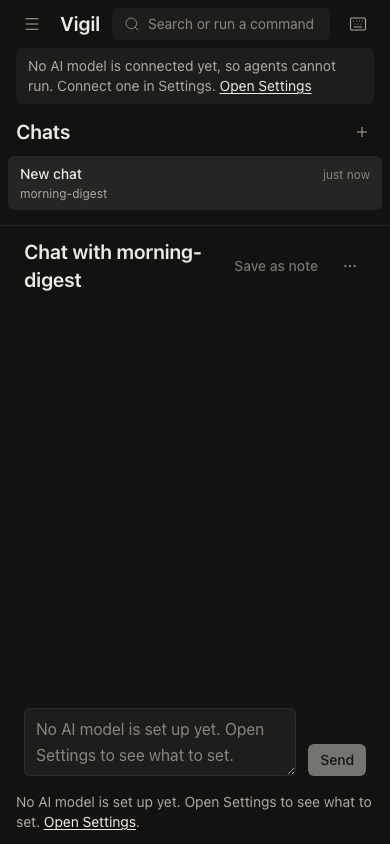 Vigil
Search or run a command
No AI model is connected yet, so agents cannot
run. Connect one in Settings. Open Settings
Chats
New chat
just now
morning-digest
Chat with morning-
digest
Save as note
No AI model is set up yet. Open
Settings to see what to set.
Send
No AI model is set up yet. Open Settings to see what to
set. Open Settings.